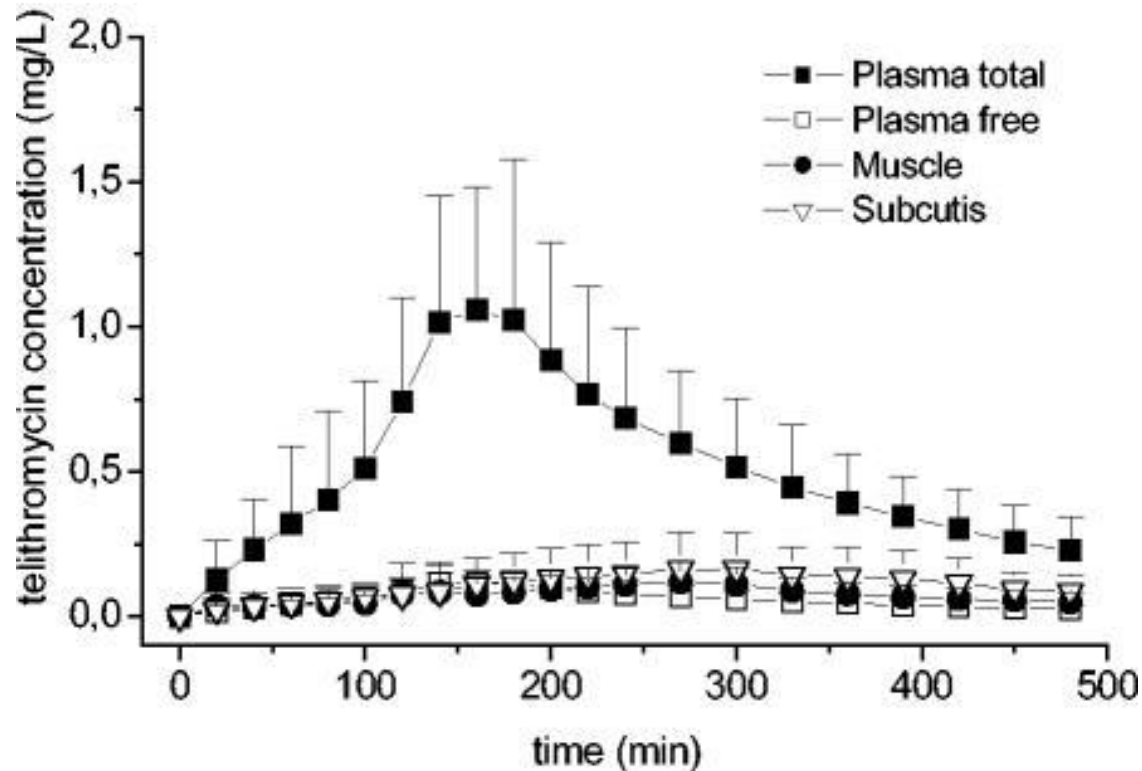 2,0
1,5
1,0
0,5
0,0
telithromycin concentration (mg/L)
Plasma total
Plasma free
Muscle
Subcutis
0 100 200 300 400 500
time (min)